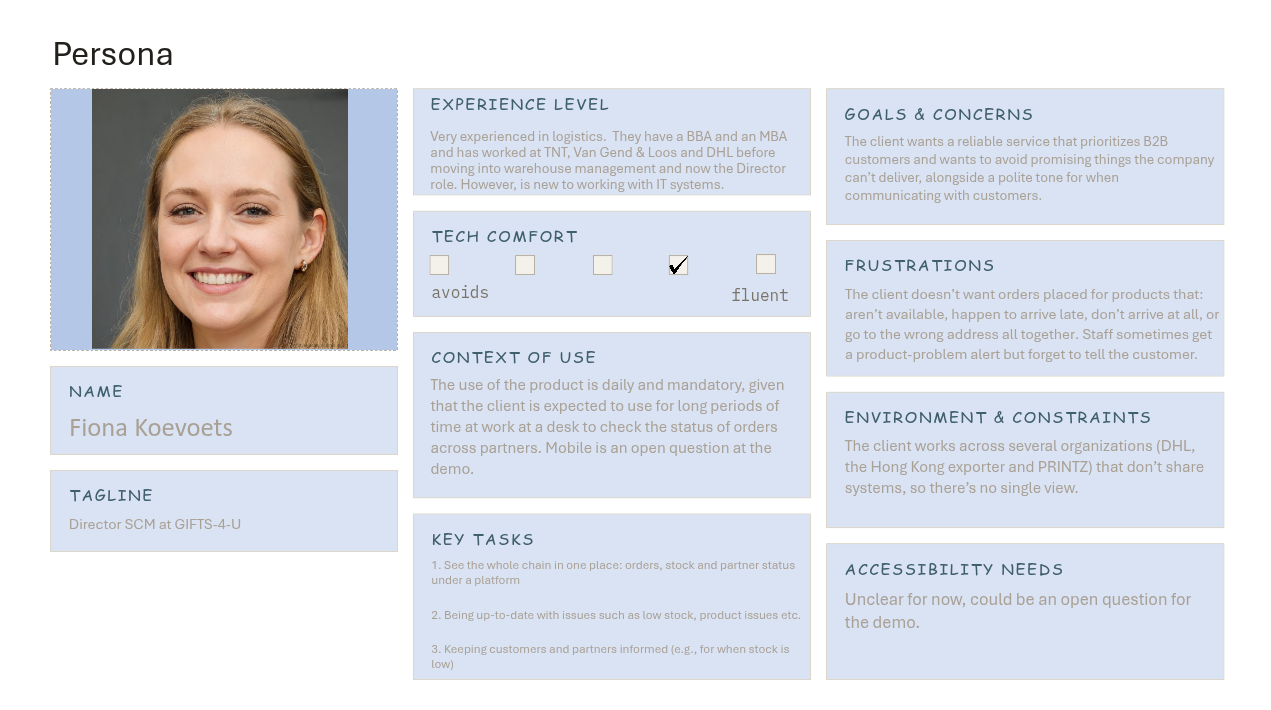 Persona
NAME
Fiona Koevoets
TAGLINE
Director SCM at GIFTS-4-U
EXPERIENCE LEVEL
Very experienced in logistics.  They have a BBA and an MBA
and has worked at TNT, Van Gend & Loos and DHL before
moving into warehouse management and now the Director
role. However, is new to working with IT systems.
TECH COMFORT
avoids
fluent
CONTEXT OF USE
The use of the product is daily and mandatory, given
that the client is expected to use for long periods of
time at work at a desk to check the status of orders
across partners. Mobile is an open question at the
demo.
KEY TASKS
1. See the whole chain in one place: orders, stock and partner status
under a platform
2. Being up-to-date with issues such as low stock, product issues etc.
3. Keeping customers and partners informed (e.g., for when stock is
low)
GOALS & CONCERNS
The client wants a reliable service that prioritizes B2B
customers and wants to avoid promising things the company
can’t deliver, alongside a polite tone for when
communicating with customers.
FRUSTRATIONS
The client doesn’t want orders placed for products that:
aren’t available, happen to arrive late, don’t arrive at all, or
go to the wrong address all together. Staff sometimes get
a product-problem alert but forget to tell the customer.
ENVIRONMENT & CONSTRAINTS
The client works across several organizations (DHL,
the Hong Kong exporter and PRINTZ) that don’t share
systems, so there’s no single view.
ACCESSIBILITY NEEDS
Unclear for now, could be an open question for
the demo.